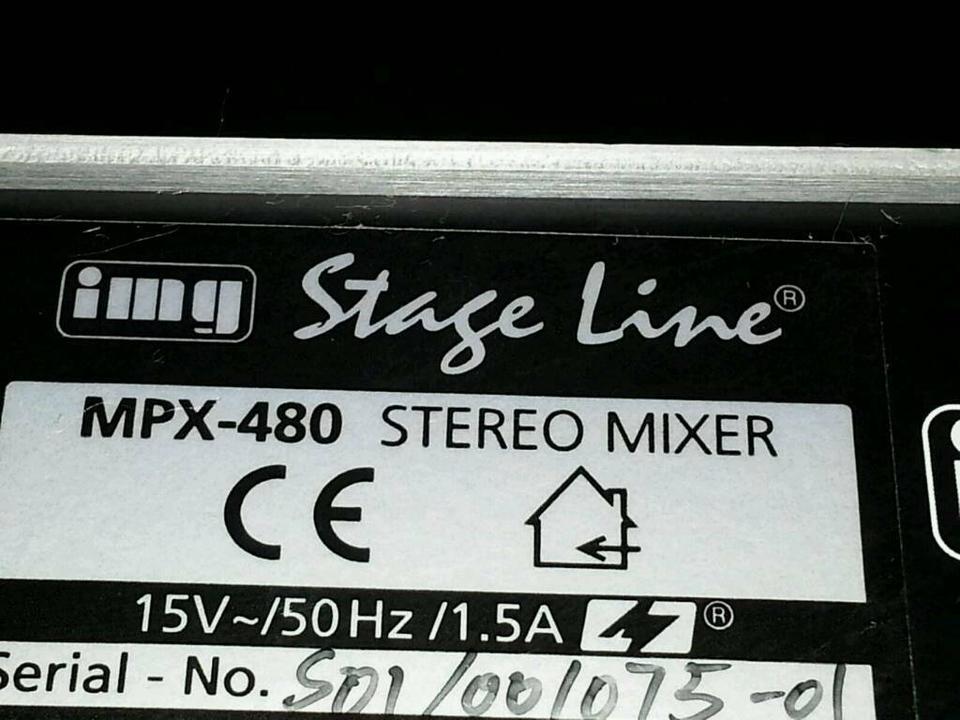 img Stage Line®
MPX-480 STEREO MIXER
CE
15V~/50Hz /1.5A ®
Serial - No. S01/001075-01